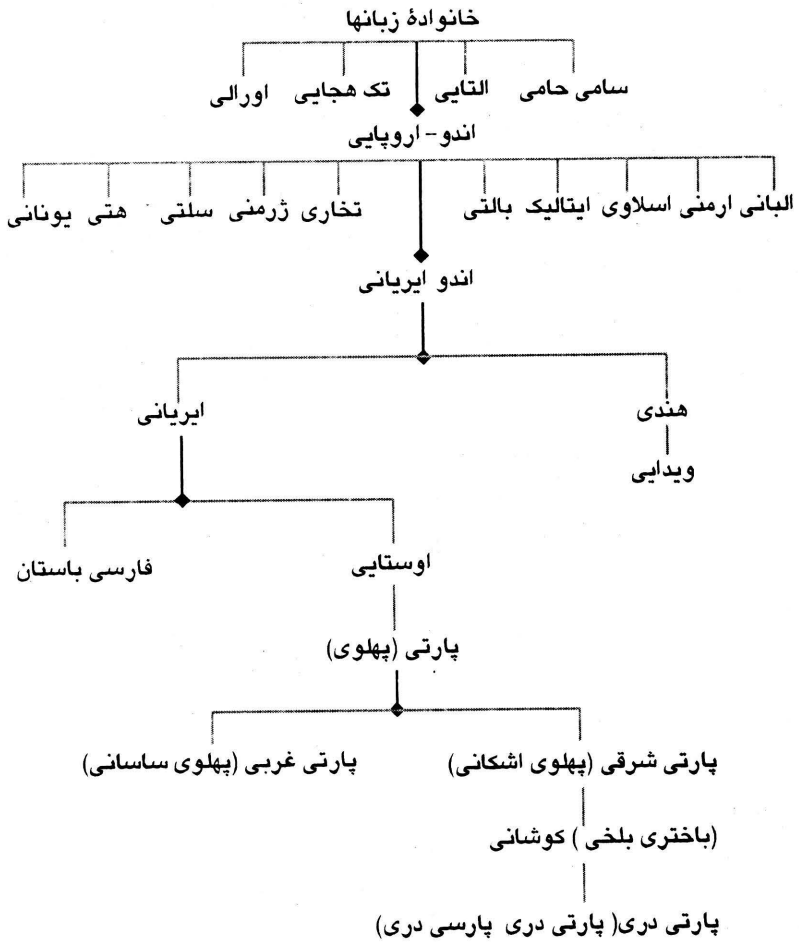 خانوادهٔ زبانها
سامی حامی التایی تک هجایی اورالی
اندو - اروپایی
البانی ارمنی اسلاوی ایتالیک بالتی تخاری ژرمنی سلتی هتی یونانی
اندو ایریانی
هندی ایریانی
ویدایی
اوستایی فارسی باستان
پارتی (پهلوی)
پارتی شرقی (پهلوی اشکانی) پارتی غربی (پهلوی ساسانی)
(باختری بلخی ) کوشانی
پارتی دری( پارتی دری پارسی دری)